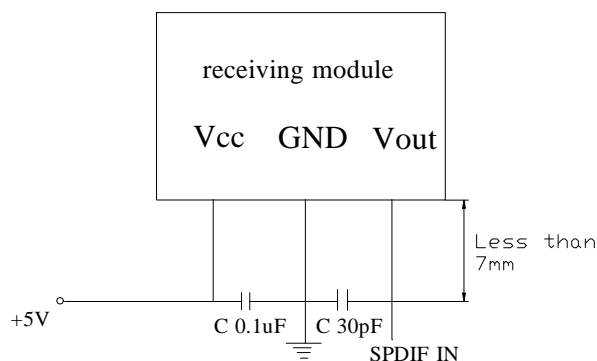 receiving module
Vcc GND Vout
Less than
7mm
+5V
C 0.1uF
C 30pF
SPDIF IN